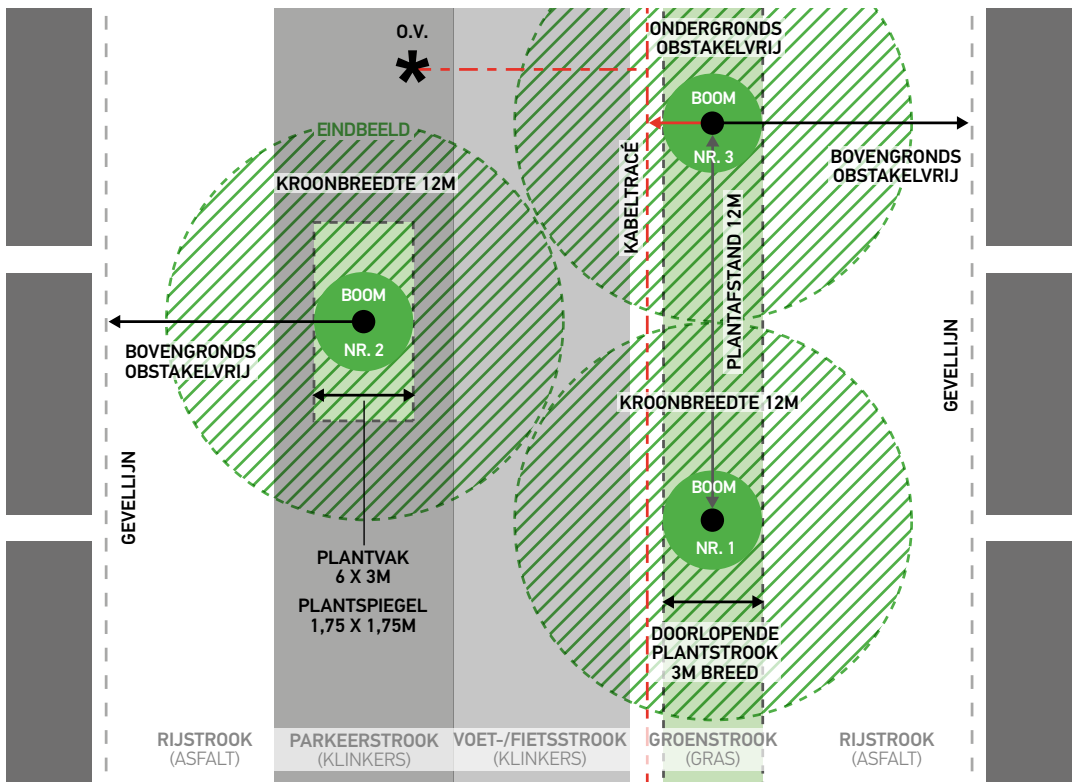 O.V.
*
ONDERGRONDS
OBSTAKELVRIJ
EINDBEELD
KROONBREEDTE 12M
BOOM
NR. 3
BOVENGRONDS
OBSTAKELVRIJ
KABELTRACÉ
PLANTAFSTAND 12M
BOOM
NR. 2
BOVENGRONDS
OBSTAKELVRIJ
GEVELLIJN
GEVELLIJN
KROONBREEDTE 12M
BOOM
NR. 1
PLANTVAK
6 X 3M
PLANTSPIEGEL
1,75 X 1,75M
DOORLOPENDE
PLANTSTROOK
3M BREED
RIJSTROOK
(ASFALT)
PARKEERSTROOK
(KLINKERS)
VOET-/FIETSSTROOK
(KLINKERS)
GROENSTROOK
(GRAS)
RIJSTROOK
(ASFALT)